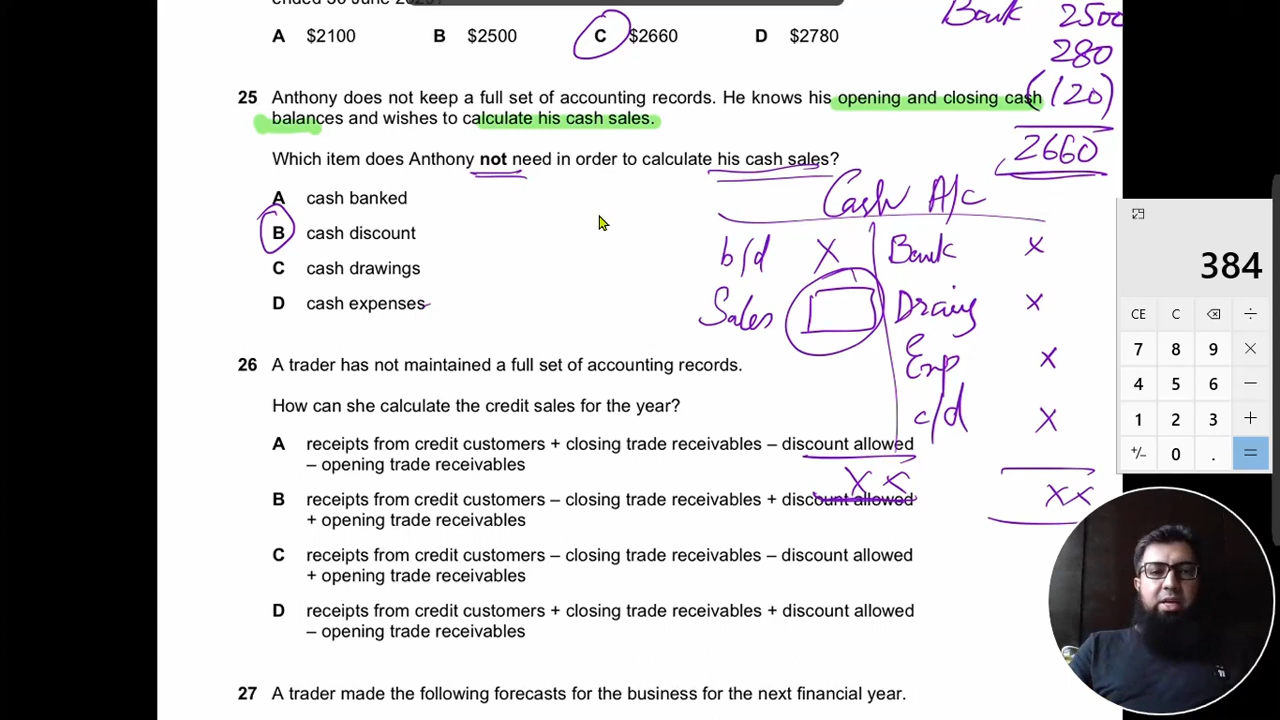 A $2100 B $2500 C $2660 D $2780
Bank 2500
280
(120)
2660
25 Anthony does not keep a full set of accounting records. He knows his opening and closing cash
balances and wishes to calculate his cash sales.
Which item does Anthony not need in order to calculate his cash sales?
A cash banked
B cash discount
C cash drawings
D cash expenses
Cash A/c
b/d X Bank X
Sales X
Exp X
c/d X
X X X X
384
CE C ⌫ ÷
7 8 9 ×
4 5 6 −
1 2 3 +
+/− 0 . =
26 A trader has not maintained a full set of accounting records.
How can she calculate the credit sales for the year?
A receipts from credit customers + closing trade receivables – discount allowed
– opening trade receivables
B receipts from credit customers – closing trade receivables + discount allowed
+ opening trade receivables
C receipts from credit customers – closing trade receivables – discount allowed
+ opening trade receivables
D receipts from credit customers + closing trade receivables + discount allowed
– opening trade receivables
27 A trader made the following forecasts for the business for the next financial year.